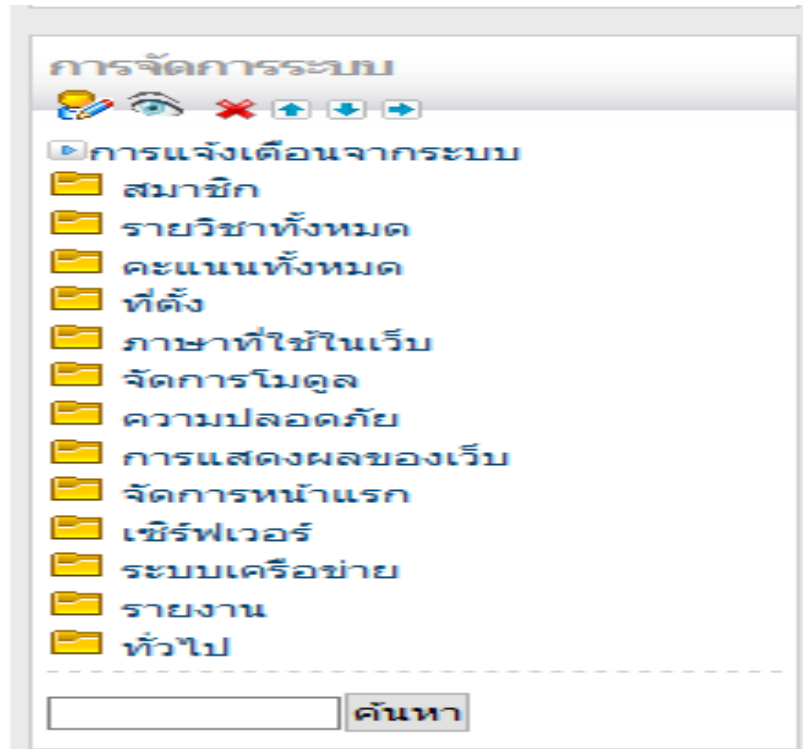 การจัดการระบบ
การแจ้งเตือนจากระบบ
สมาชิก
รายวิชาทั้งหมด
คะแนนทั้งหมด
ที่ตั้ง
ภาษาที่ใช้ในเว็บ
จัดการโมดูล
ความปลอดภัย
การแสดงผลของเว็บ
จัดการหน้าแรก
เซิร์ฟเวอร์
ระบบเครือข่าย
รายงาน
ทั่วไป
ค้นหา